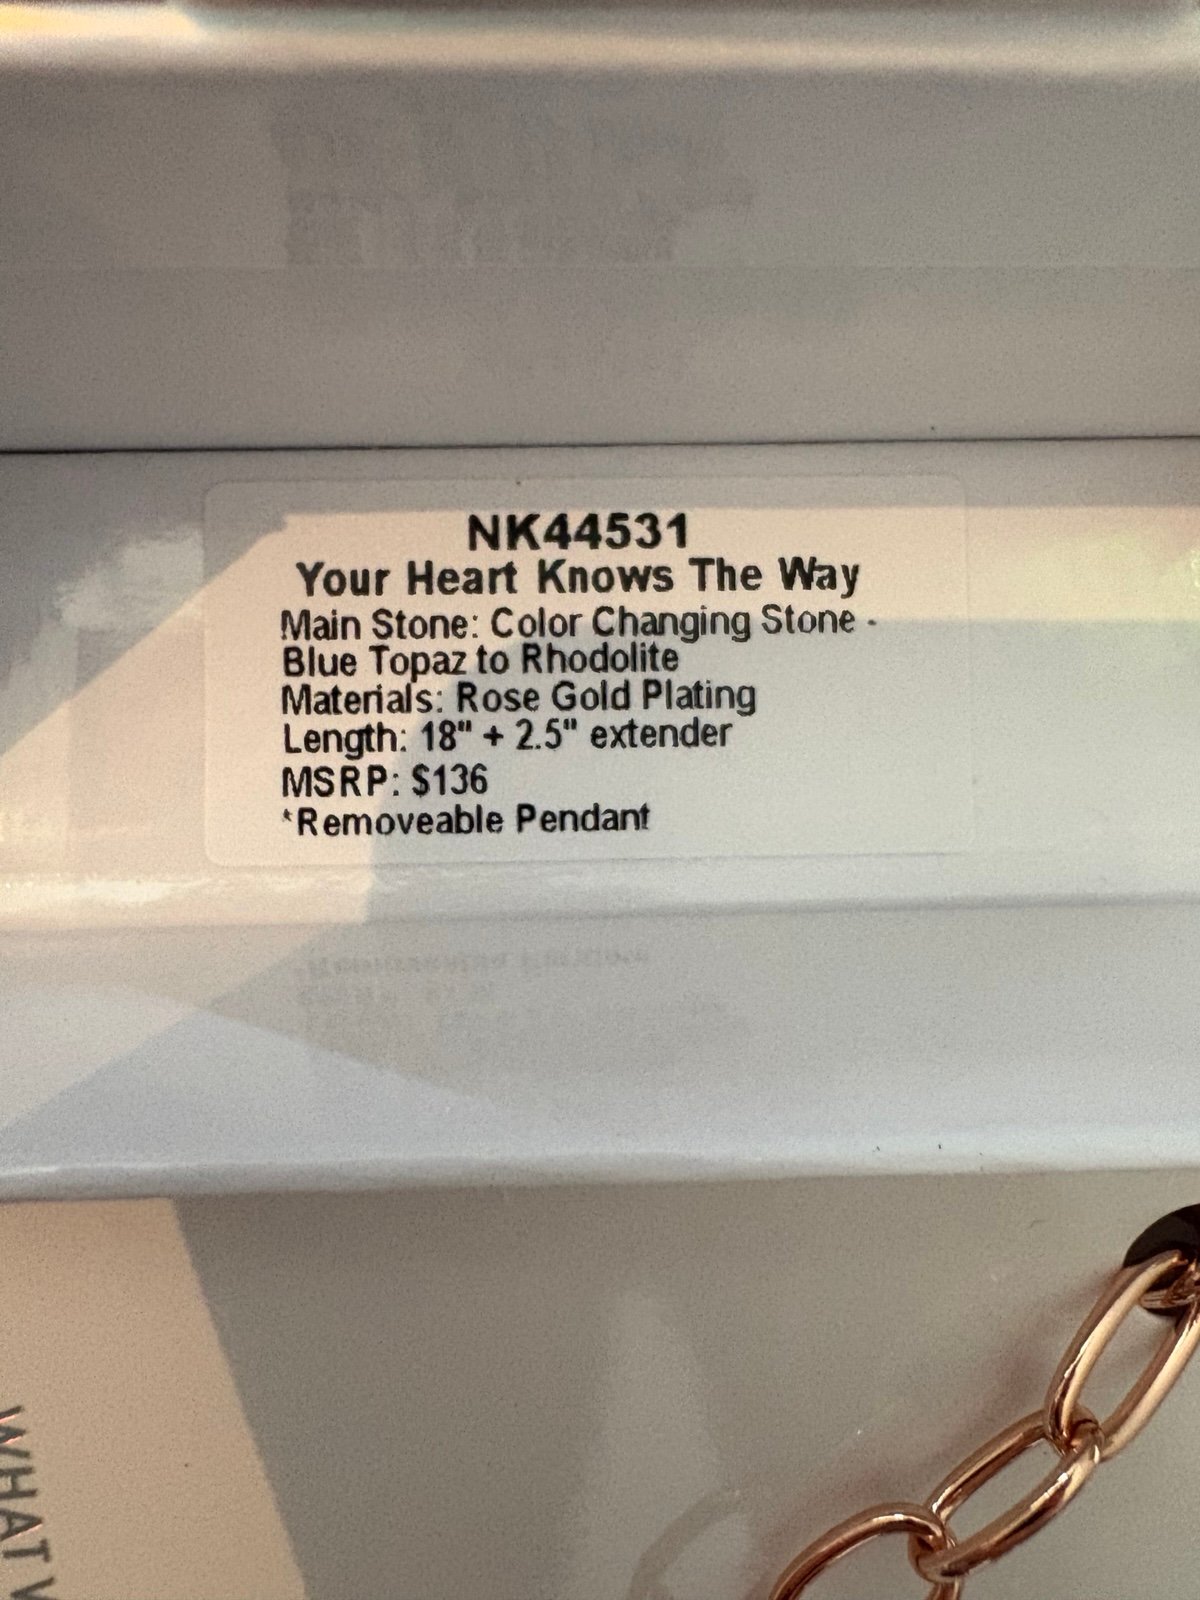 NK44531
Your Heart Knows The Way
Main Stone: Color Changing Stone -
Blue Topaz to Rhodolite
Materials: Rose Gold Plating
Length: 18" + 2.5" extender
MSRP: $136
*Removeable Pendant
WHAT